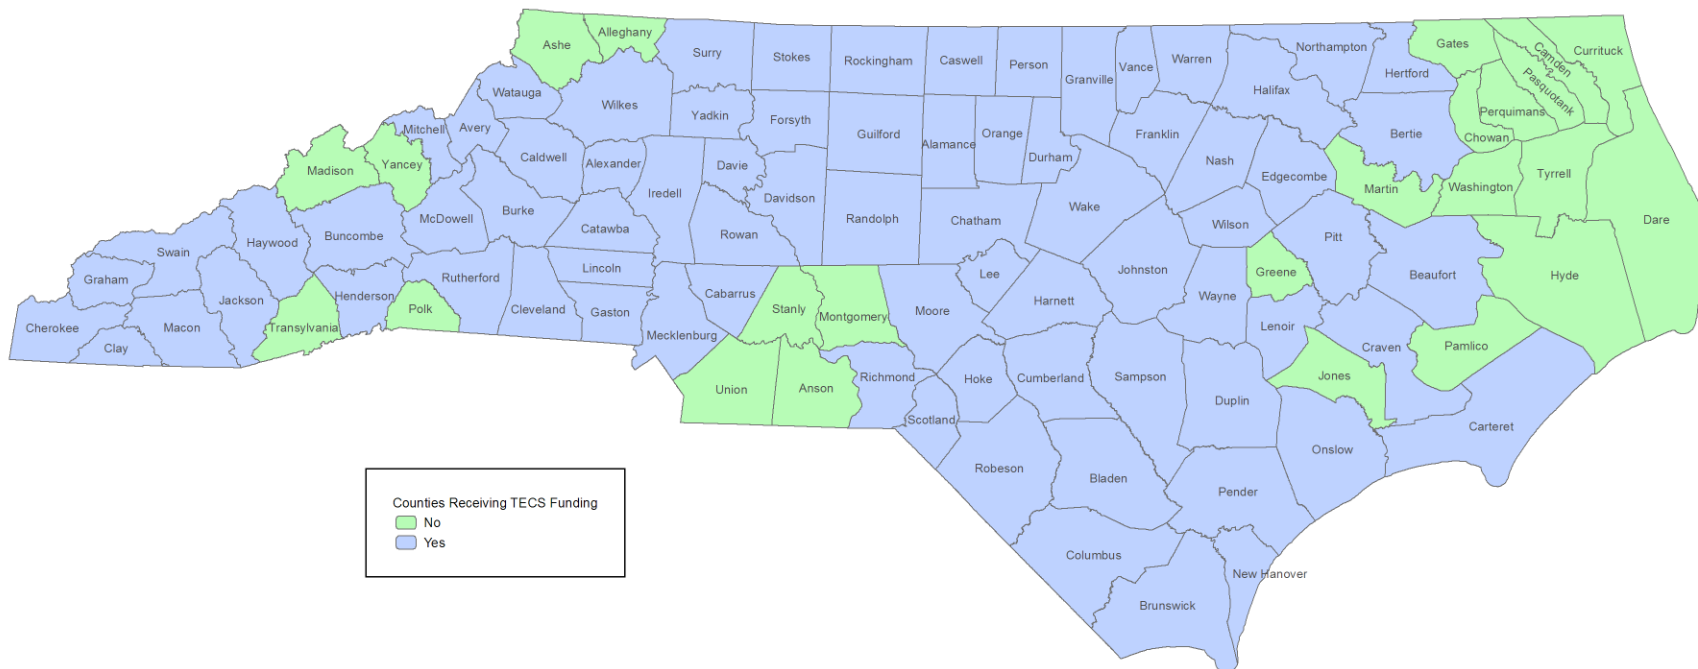 Ashe
Alleghany
Surry
Stokes
Rockingham
Caswell
Person
Granville
Vance
Warren
Northampton
Gates
Camden
Currituck
Hertford
Pasquotank
Halifax
Watauga
Wilkes
Yadkin
Forsyth
Guilford
Alamance
Orange
Durham
Franklin
Nash
Bertie
Perquimans
Chowan
Mitchell
Avery
Yancey
Madison
Caldwell
Alexander
Iredell
Davie
Davidson
Edgecombe
Martin
Washington
Tyrrell
Dare
McDowell
Burke
Catawba
Rowan
Randolph
Chatham
Wake
Wilson
Pitt
Swain
Haywood
Buncombe
Graham
Jackson
Henderson
Rutherford
Lincoln
Cabarrus
Stanly
Montgomery
Moore
Lee
Harnett
Johnston
Wayne
Greene
Beaufort
Hyde
Cherokee
Macon
Clay
Transylvania
Polk
Cleveland
Gaston
Mecklenburg
Lenoir
Craven
Pamlico
Union
Anson
Richmond
Hoke
Cumberland
Sampson
Duplin
Jones
Scotland
Onslow
Carteret
Robeson
Bladen
Pender
Columbus
New Hanover
Brunswick
Counties Receiving TECS Funding
No
Yes